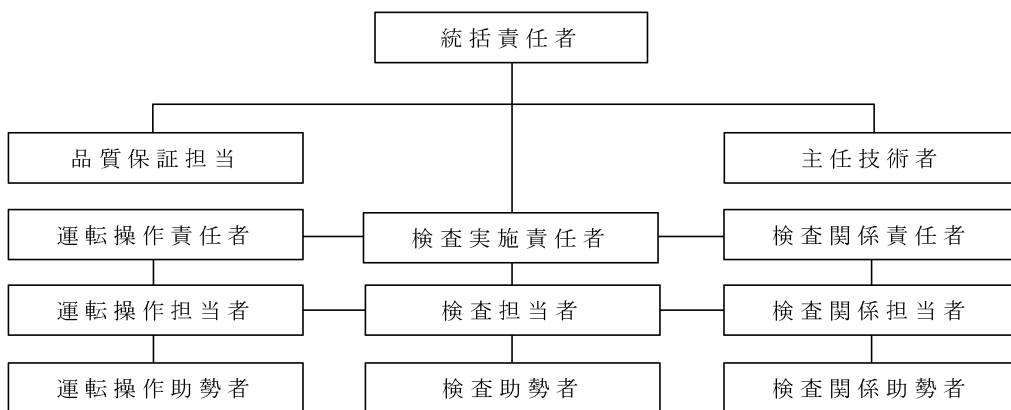 統括責任者
品質保証担当
主任技術者
運転操作責任者
検査実施責任者
検査関係責任者
運転操作担当者
検査担当者
検査関係担当者
運転操作助勢者
検査助勢者
検査関係助勢者